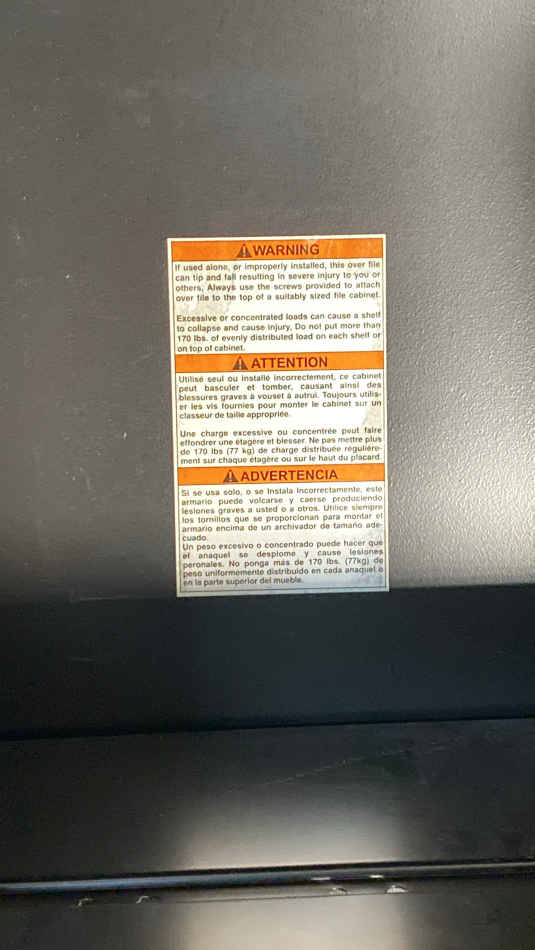 WARNING
If used alone, or improperly installed, this over file
can tip and fall resulting in severe injury to you or
others, Always use the screws provided to attach
over file to the top of a suitably sized file cabinet.
Excessive or concentrated loads can cause a shelf
to collapse and cause injury, Do not put more than
170 lbs. of evenly distributed load on each shelf or
on top of cabinet.
ATTENTION
Utilisé seul ou installé incorrectement, ce cabinet
peut basculer et tomber, causant ainsi des
blessures graves à vouset à autrui. Toujours utilis-
er les vis fournies pour monter le cabinet sur un
classeur de taille appropriée.
Une charge excessive ou concentrée peut faire
effondrer une étagère et blesser. Ne pas mettre plus
de 170 lbs (77 kg) de charge distribuée régulière-
ment sur chaque étagère ou sur le haut du placard.
ADVERTENCIA
Si se usa solo, o se instala incorrectamente, este
armario puede volcarse y caerse produciendo
lesiones graves a usted o a otros. Utilice siempre
los tornillos que se proporcionan para montar el
armario encima de un archivador de tamaño ade-
cuado.
Un peso excesivo o concentrado puede hacer que
el anaquel se desplome y cause lesiones
peronales. No ponga más de 170 lbs. (77kg) de
peso uniformemente distribuido en cada anaquel o
en la parte superior del mueble.